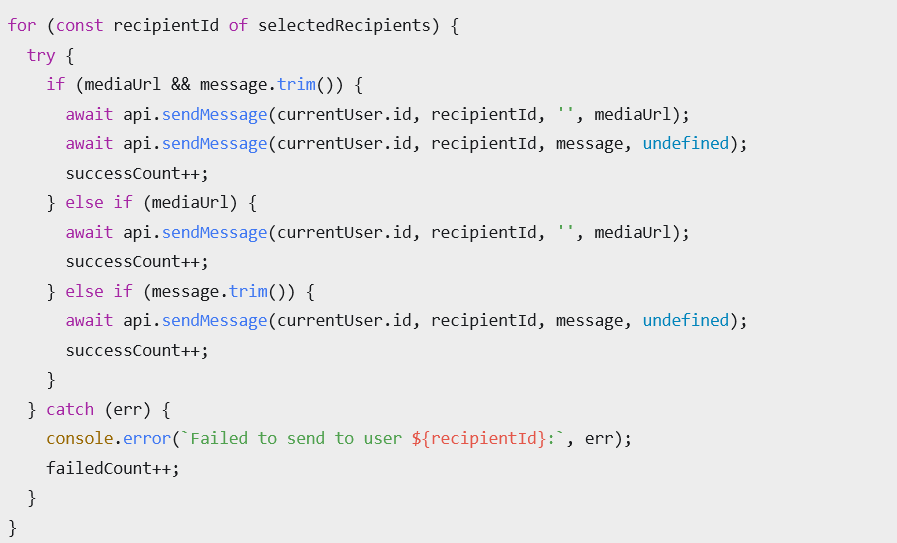 for (const recipientId of selectedRecipients) {
  try {
    if (mediaUrl && message.trim()) {
      await api.sendMessage(currentUser.id, recipientId, '', mediaUrl);
      await api.sendMessage(currentUser.id, recipientId, message, undefined);
      successCount++;
    } else if (mediaUrl) {
      await api.sendMessage(currentUser.id, recipientId, '', mediaUrl);
      successCount++;
    } else if (message.trim()) {
      await api.sendMessage(currentUser.id, recipientId, message, undefined);
      successCount++;
    }
  } catch (err) {
    console.error(`Failed to send to user ${recipientId}:`, err);
    failedCount++;
  }
}